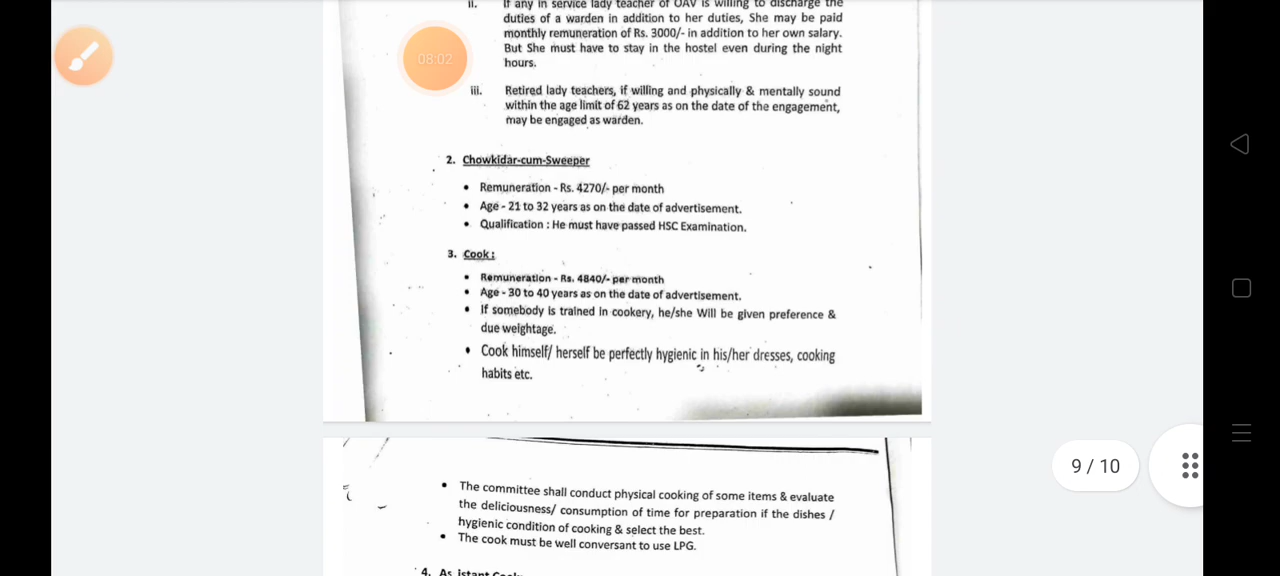 ii. If any in service lady teacher of OAV is willing to discharge the
duties of a warden in addition to her duties, She may be paid
monthly remuneration of Rs. 3000/- in addition to her own salary.
But She must have to stay in the hostel even during the night
hours.
08:02
iii. Retired lady teachers, if willing and physically & mentally sound
within the age limit of 62 years as on the date of the engagement,
may be engaged as warden.
2. Chowkidar-cum-Sweeper
• Remuneration - Rs. 4270/- per month
• Age - 21 to 32 years as on the date of advertisement.
• Qualification : He must have passed HSC Examination.
3. Cook :
• Remuneration - Rs. 4840/- per month
• Age - 30 to 40 years as on the date of advertisement.
• If somebody is trained in cookery, he/she Will be given preference &
due weightage.
• Cook himself/ herself be perfectly hygienic in his/her dresses, cooking
habits etc.
9 / 10
• The committee shall conduct physical cooking of some items & evaluate
the deliciousness/ consumption of time for preparation if the dishes /
hygienic condition of cooking & select the best.
• The cook must be well conversant to use LPG.
4. As istant Cook